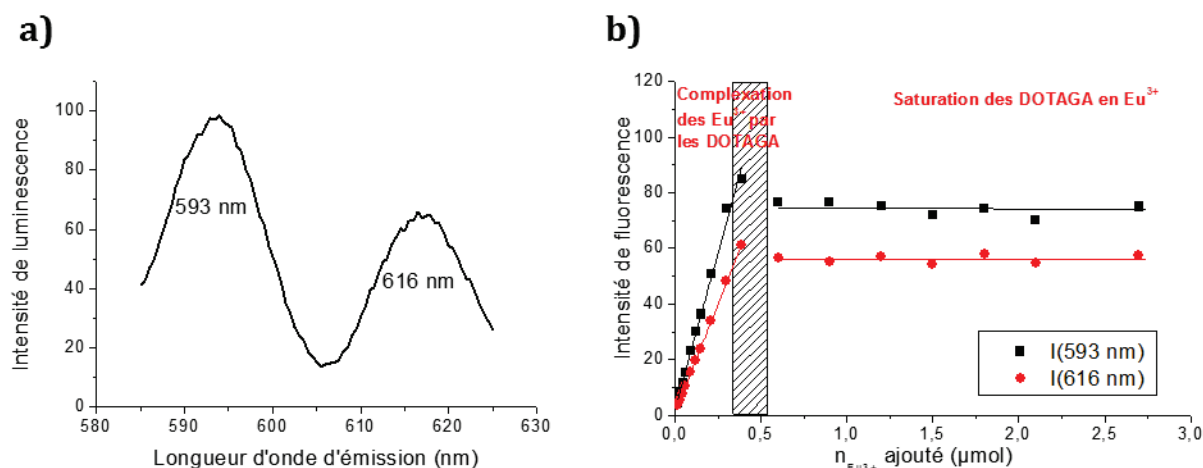 a)
Intensité de luminescence
100
80
60
40
20
0
593 nm
616 nm
580
590
600
610
620
630
Longueur d'onde d'émission (nm)
b)
Intensité de fluorescence
120
100
80
60
40
20
0
Complexation
des Eu³⁺ par
les DOTAGA
Saturation des DOTAGA en Eu³⁺
I(593 nm)
I(616 nm)
0,0
0,5
1,0
1,5
2,0
2,5
3,0
n Eu³⁺ ajouté (µmol)